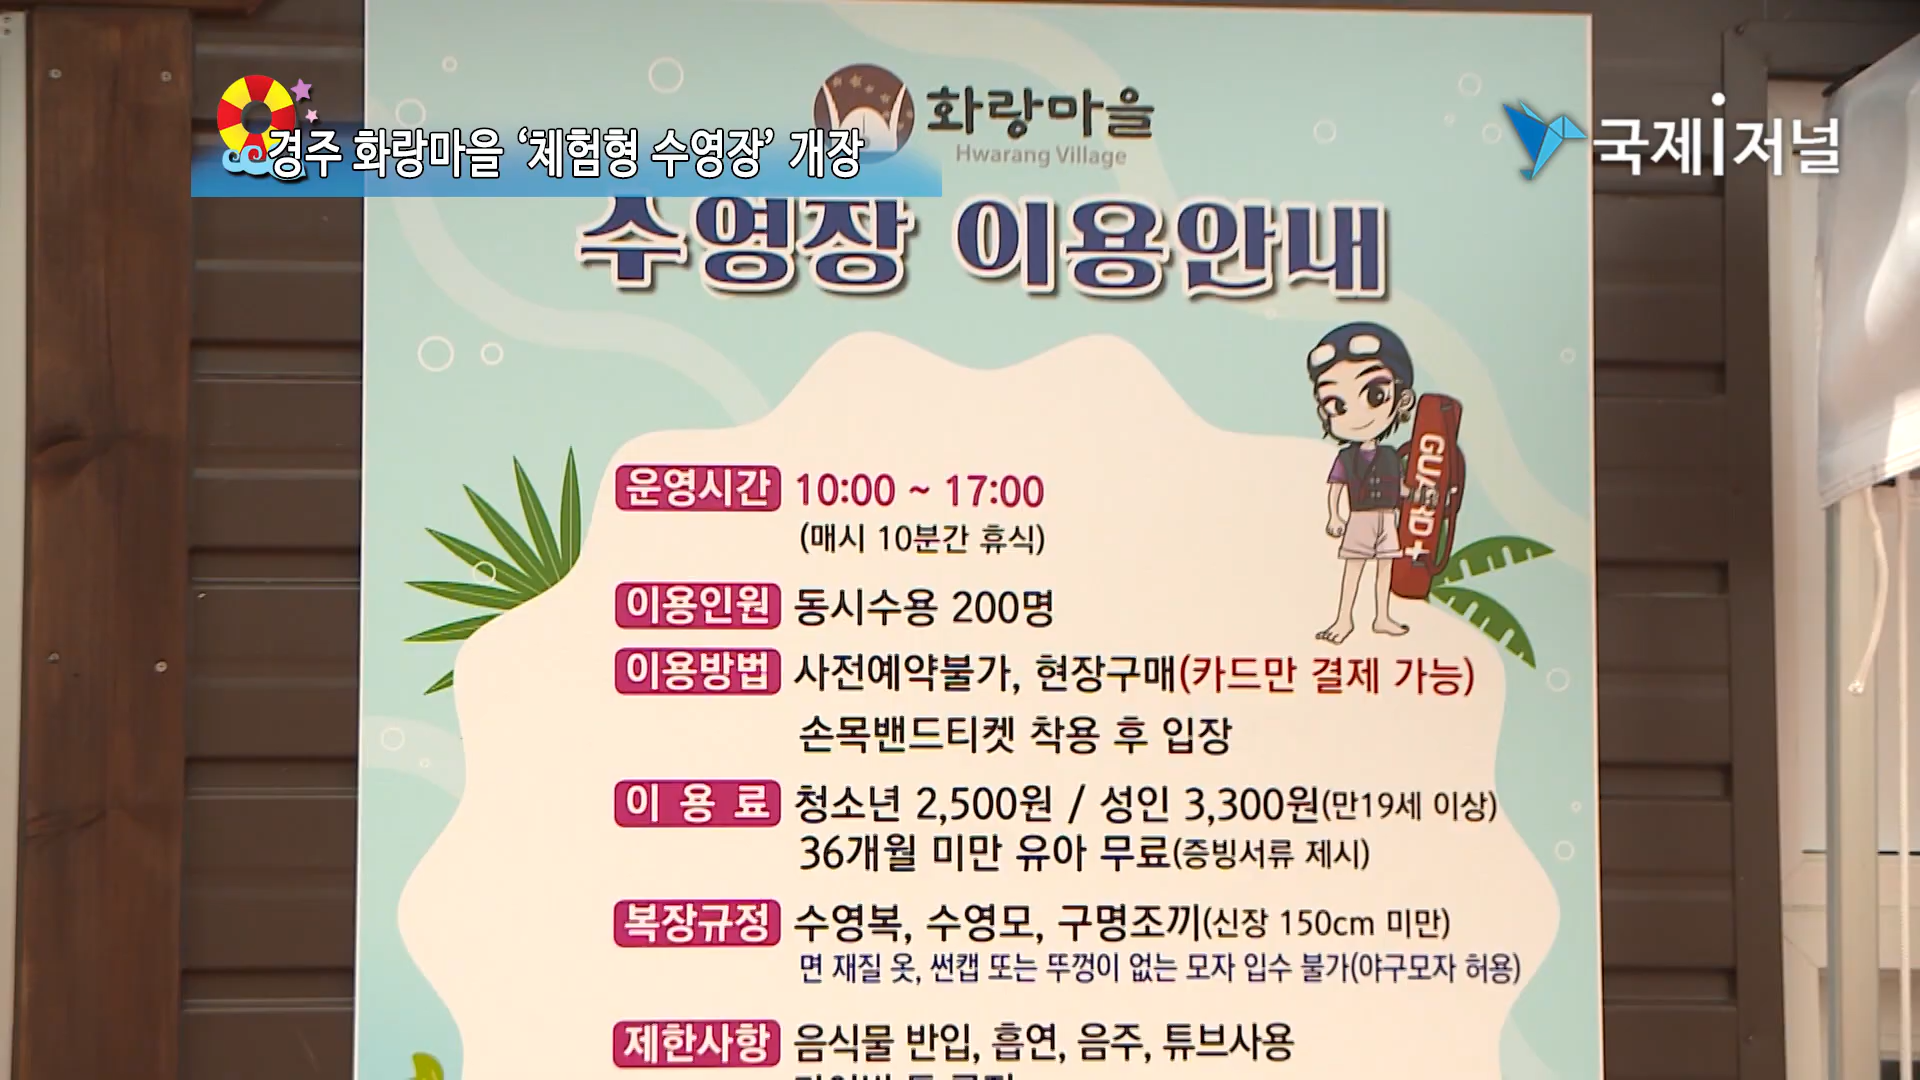 화랑마을
Hwarang Village
경주 화랑마을 ‘체험형 수영장’ 개장
국제i저널
수영장 이용안내
GUARD+
운영시간 10:00 ~ 17:00
(매시 10분간 휴식)
이용인원 동시수용 200명
이용방법 사전예약불가, 현장구매(카드만 결제 가능)
손목밴드티켓 착용 후 입장
이 용 료 청소년 2,500원 / 성인 3,300원(만19세 이상)
36개월 미만 유아 무료(증빙서류 제시)
복장규정 수영복, 수영모, 구명조끼(신장 150cm 미만)
면 재질 옷, 썬캡 또는 뚜껑이 없는 모자 입수 불가(야구모자 허용)
제한사항 음식물 반입, 흡연, 음주, 튜브사용